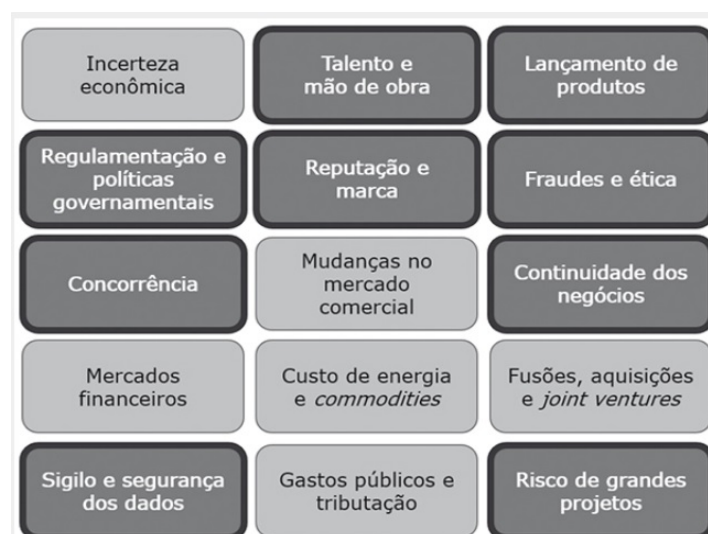 Incerteza
econômica
Talento e
mão de obra
Lançamento de
produtos
Regulamentação e
políticas
governamentais
Reputação e
marca
Fraudes e ética
Concorrência
Mudanças no
mercado
comercial
Continuidade dos
negócios
Mercados
financeiros
Custo de energia
e commodities
Fusões, aquisições
e joint ventures
Sigilo e segurança
dos dados
Gastos públicos e
tributação
Risco de grandes
projetos